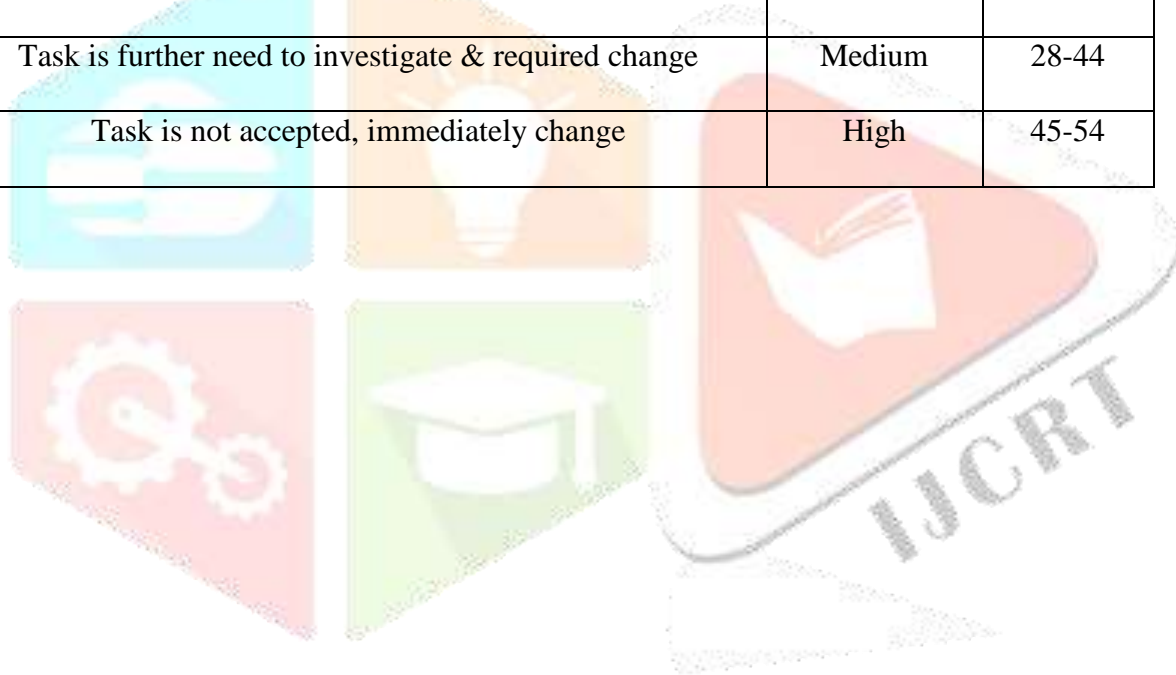 Task is further need to investigate & required change Medium 28-44
Task is not accepted, immediately change High 45-54
IJCRT